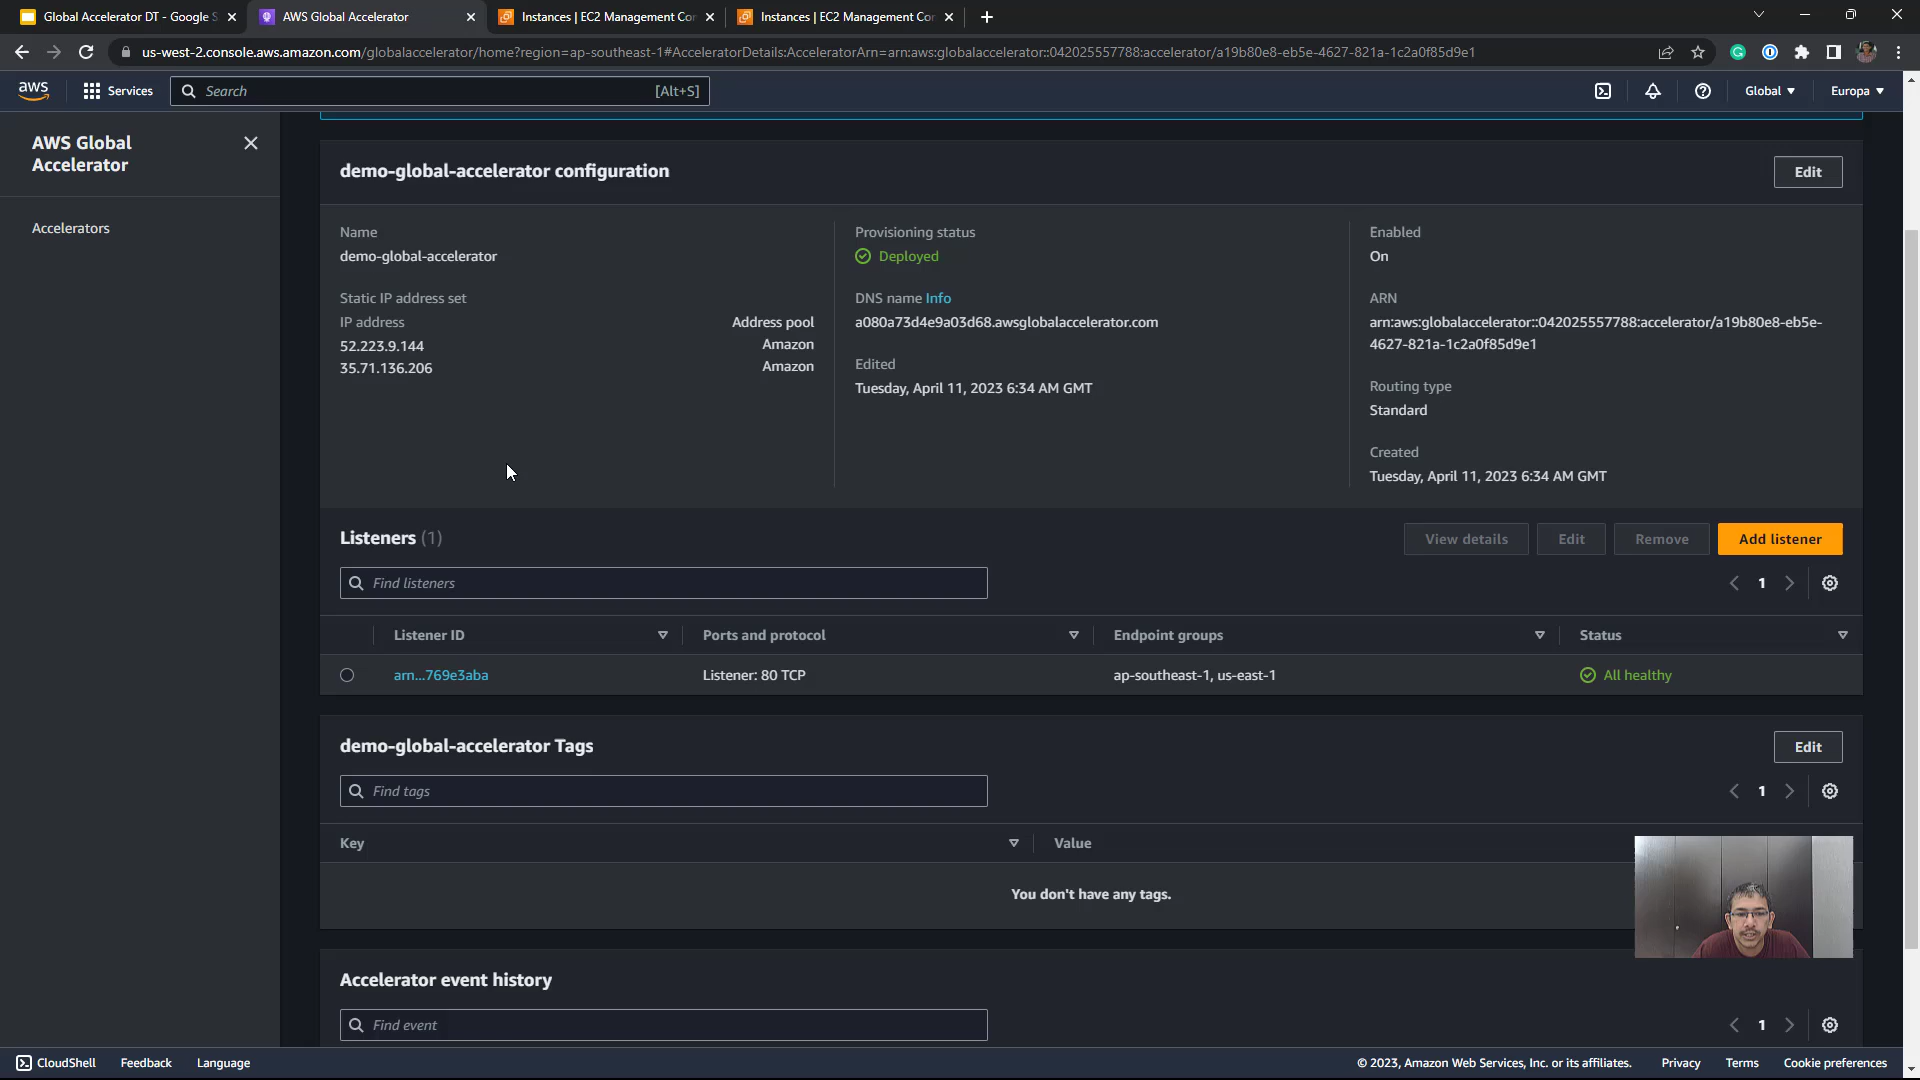 Global Accelerator DT - Google S
AWS Global Accelerator
Instances | EC2 Management Cor
Instances | EC2 Management Cor
us-west-2.console.aws.amazon.com/globalaccelerator/home?region=ap-southeast-1#AcceleratorDetails:AcceleratorArn=arn:aws:globalaccelerator::042025557788:accelerator/a19b80e8-eb5e-4627-821a-1c2a0f85d9e1
aws
Services
Search
[Alt+S]
Global
Europa
AWS Global
Accelerator
Accelerators
demo-global-accelerator configuration
Edit
Name
demo-global-accelerator
Static IP address set
IP address
Address pool
52.223.9.144
Amazon
35.71.136.206
Amazon
Provisioning status
Deployed
DNS name Info
a080a73d4e9a03d68.awsglobalaccelerator.com
Edited
Tuesday, April 11, 2023 6:34 AM GMT
Enabled
On
ARN
arn:aws:globalaccelerator::042025557788:accelerator/a19b80e8-eb5e-
4627-821a-1c2a0f85d9e1
Routing type
Standard
Created
Tuesday, April 11, 2023 6:34 AM GMT
Listeners (1)
View details
Edit
Remove
Add listener
Find listeners
1
Listener ID
Ports and protocol
Endpoint groups
Status
arn...769e3aba
Listener: 80 TCP
ap-southeast-1, us-east-1
All healthy
demo-global-accelerator Tags
Edit
Find tags
1
Key
Value
You don't have any tags.
Accelerator event history
Find event
1
CloudShell
Feedback
Language
© 2023, Amazon Web Services, Inc. or its affiliates.
Privacy
Terms
Cookie preferences